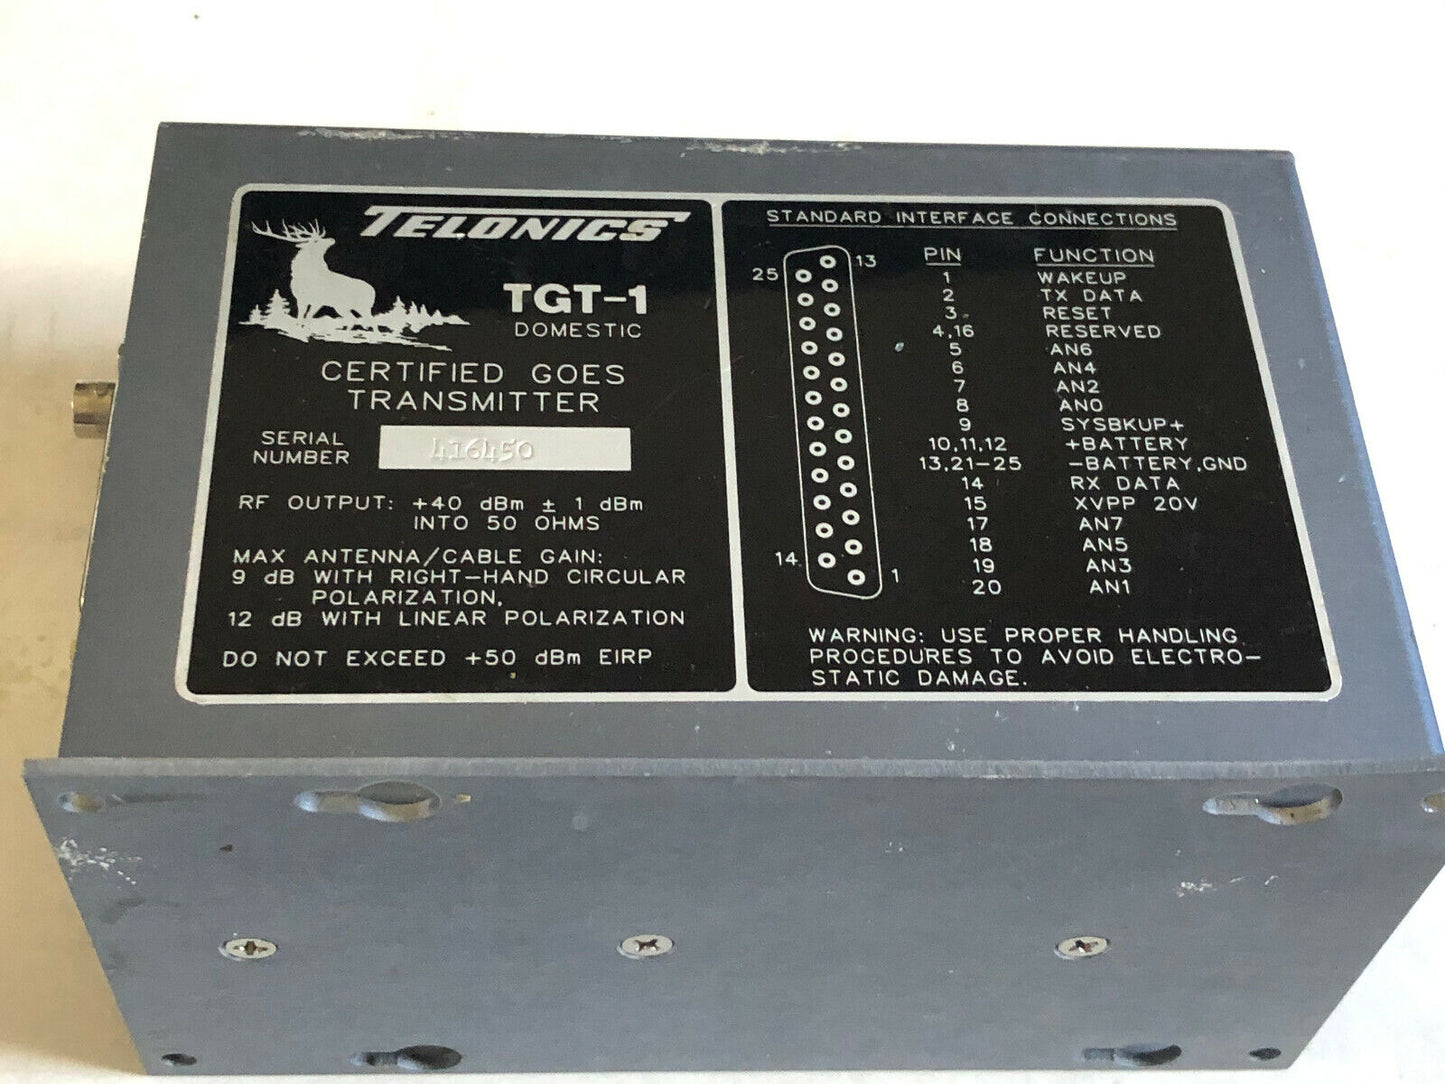 TELONICS
TGT-1
DOMESTIC
CERTIFIED GOES
TRANSMITTER
SERIAL
NUMBER
416450
RF OUTPUT: +40 dBm ± 1 dBm
INTO 50 OHMS
MAX ANTENNA/CABLE GAIN:
9 dB WITH RIGHT-HAND CIRCULAR
POLARIZATION,
12 dB WITH LINEAR POLARIZATION
DO NOT EXCEED +50 dBm EIRP
STANDARD INTERFACE CONNECTIONS
13
25
14
1
PIN FUNCTION
1 WAKEUP
2 TX DATA
3 RESET
4,16 RESERVED
5 AN6
6 AN4
7 AN2
8 AN0
9 SYSBKUP+
10,11,12 +BATTERY
13,21-25 -BATTERY,GND
14 RX DATA
15 XVPP 20V
17 AN7
18 AN5
19 AN3
20 AN1
WARNING: USE PROPER HANDLING
PROCEDURES TO AVOID ELECTRO-
STATIC DAMAGE.